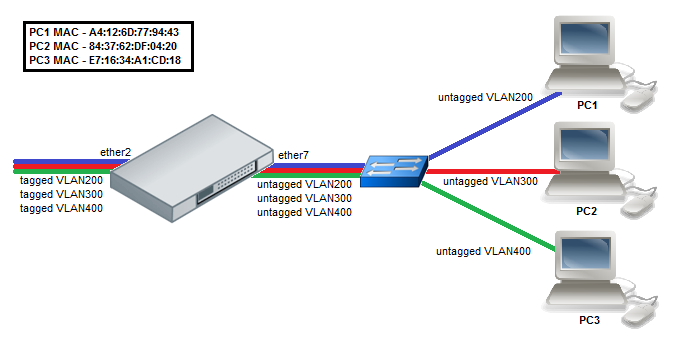 PC1 MAC - A4:12:6D:77:94:43
PC2 MAC - 84:37:62:DF:04:20
PC3 MAC - E7:16:34:A1:CD:18
ether2
tagged VLAN200
tagged VLAN300
tagged VLAN400
ether7
untagged VLAN200
untagged VLAN300
untagged VLAN400
untagged VLAN200
PC1
untagged VLAN300
PC2
untagged VLAN400
PC3